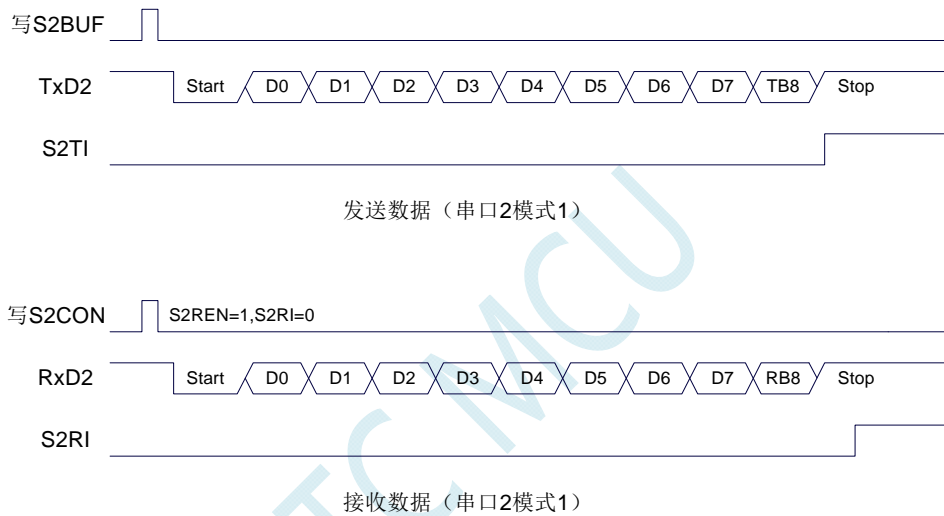 写S2BUF
TxD2 Start D0 D1 D2 D3 D4 D5 D6 D7 TB8 Stop
S2TI
发送数据（串口2模式1）
写S2CON S2REN=1,S2RI=0
RxD2 Start D0 D1 D2 D3 D4 D5 D6 D7 RB8 Stop
S2RI
接收数据（串口2模式1）
TC MCU